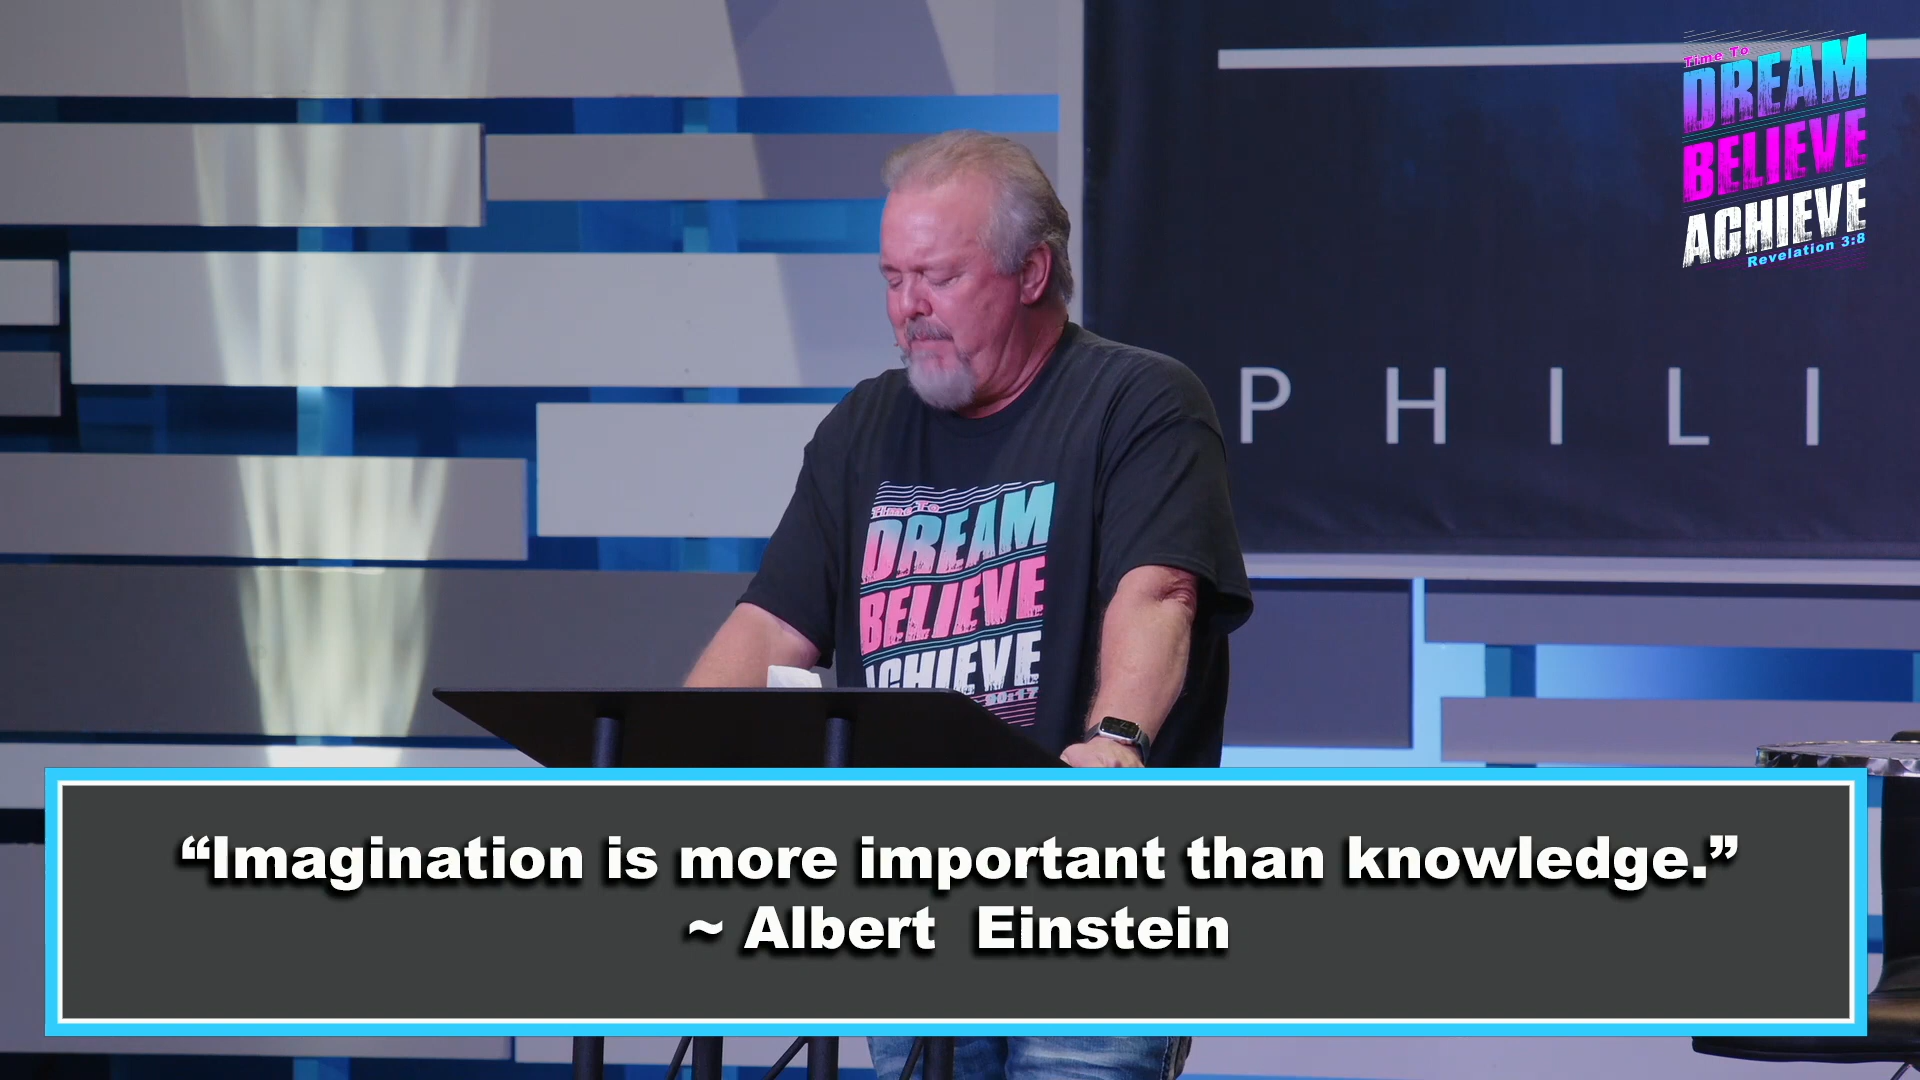 Time To
DREAM
BELIEVE
ACHIEVE
Revelation 3:8
PHILI
Time To
DREAM
BELIEVE
ACHIEVE
“Imagination is more important than knowledge.”
~ Albert Einstein